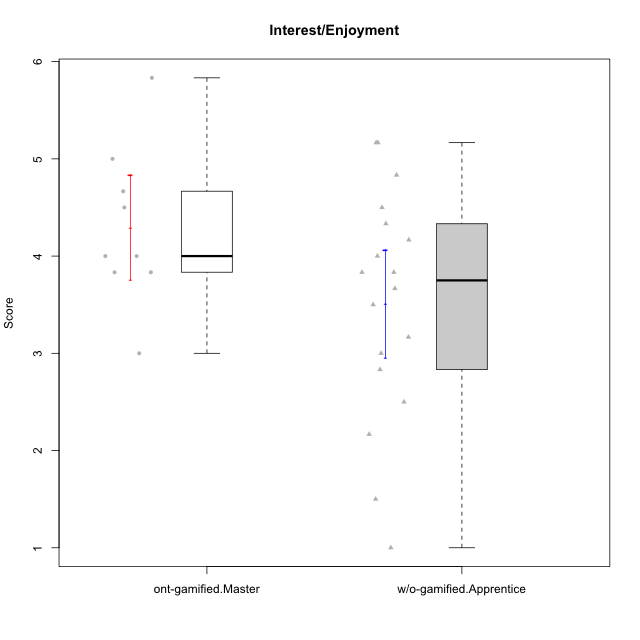 Interest/Enjoyment
Score
6
5
4
3
2
1
ont-gamified.Master
w/o-gamified.Apprentice